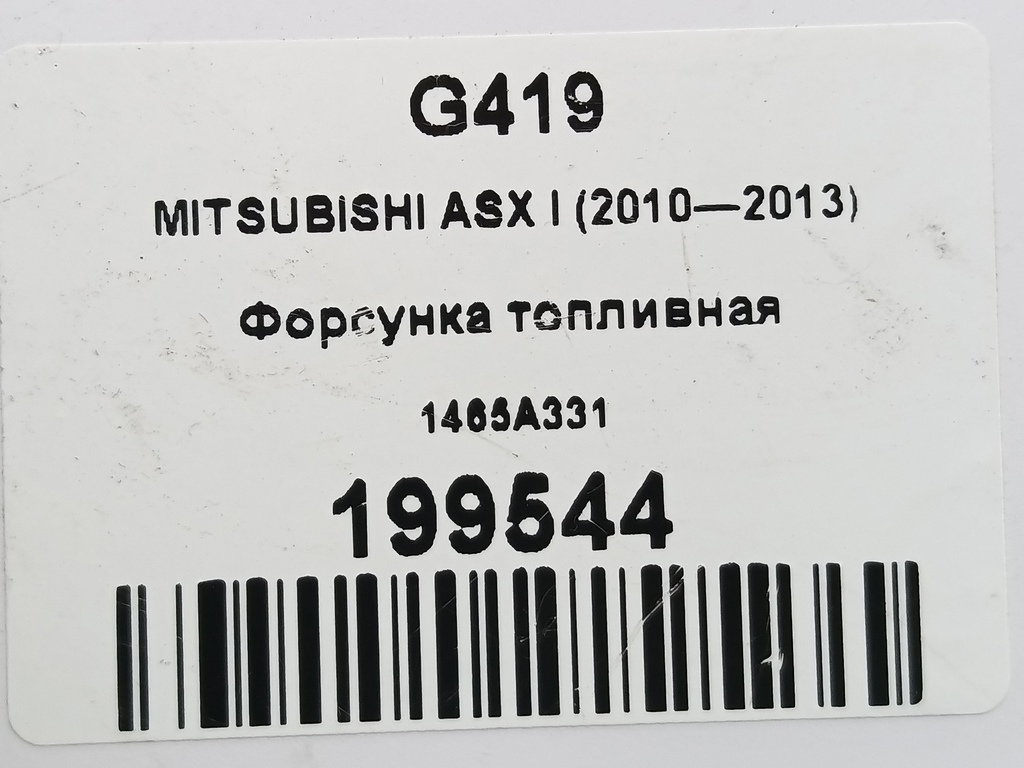 G419
MITSUBISHI ASX I (2010—2013)
Форсунка топливная
1465A331
199544